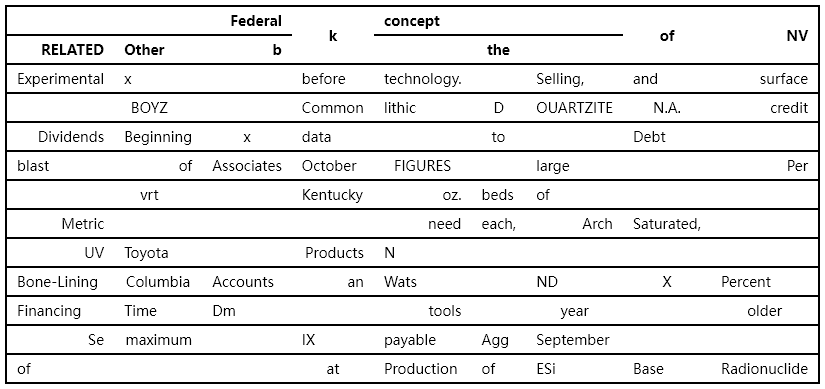 Federal k concept of NV
RELATED Other b the
Experimental x before technology. Selling, and surface
BOYZ Common lithic D OUARTZITE N.A. credit
Dividends Beginning x data to Debt
blast of Associates October FIGURES large Per
vrt Kentucky oz. beds of
Metric need each, Arch Saturated,
UV Toyota Products N
Bone-Lining Columbia Accounts an Wats ND X Percent
Financing Time Dm tools year older
Se maximum IX payable Agg September
of at Production of ESi Base Radionuclide